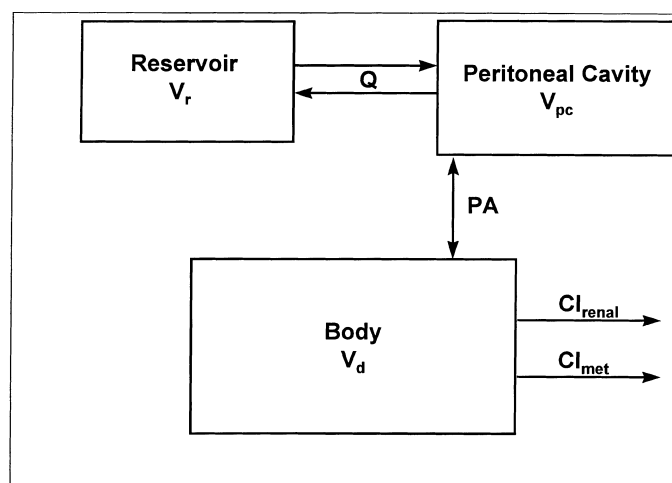 Reservoir
Vr
Q
Peritoneal Cavity
Vpc
PA
Body
Vd
Clrenal
Clmet